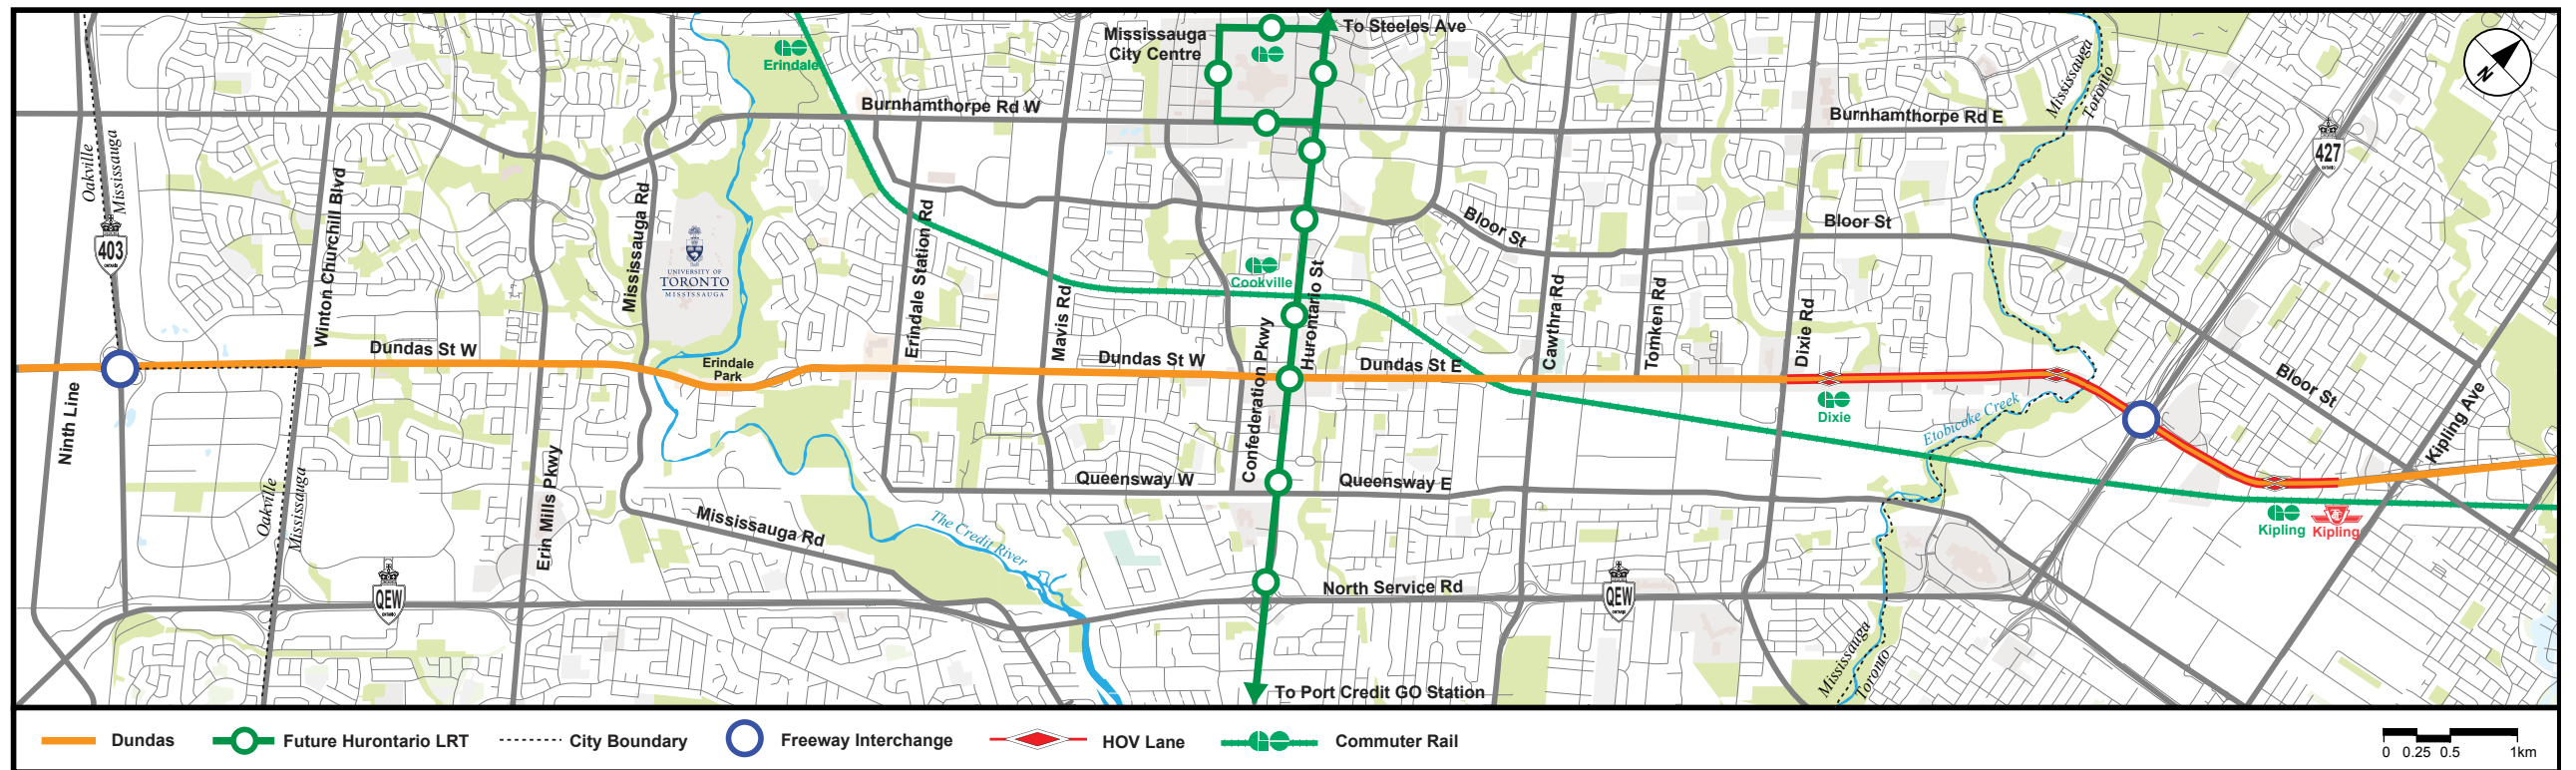 To Steeles Ave
Mississauga
City Centre
Erindale
Mississauga
Toronto
N
Burnhamthorpe Rd W
Burnhamthorpe Rd E
427
ONTARIO
Oakville
Mississauga
403
ONTARIO
Winton Churchill Blvd
Mississauga Rd
UNIVERSITY OF
TORONTO
MISSISSAUGA
Erindale Station Rd
Bloor St
Bloor St
Cookville
Mavis Rd
Hurontario St
Cawthra Rd
Tomken Rd
Dixie Rd
Dundas St W
Erindale
Park
Dundas St W
Dundas St E
Confederation Pkwy
Dixie
Etobicoke Creek
Bloor St
Kipling Ave
Ninth Line
Erin Mills Pkwy
Oakville
Mississauga
Queensway W
Queensway E
Mississauga Rd
The Credit River
Kipling
Kipling
QEW
ONTARIO
North Service Rd
QEW
ONTARIO
Mississauga
Toronto
To Port Credit GO Station
Dundas
Future Hurontario LRT
City Boundary
Freeway Interchange
HOV Lane
GO
Commuter Rail
0 0.25 0.5 1km